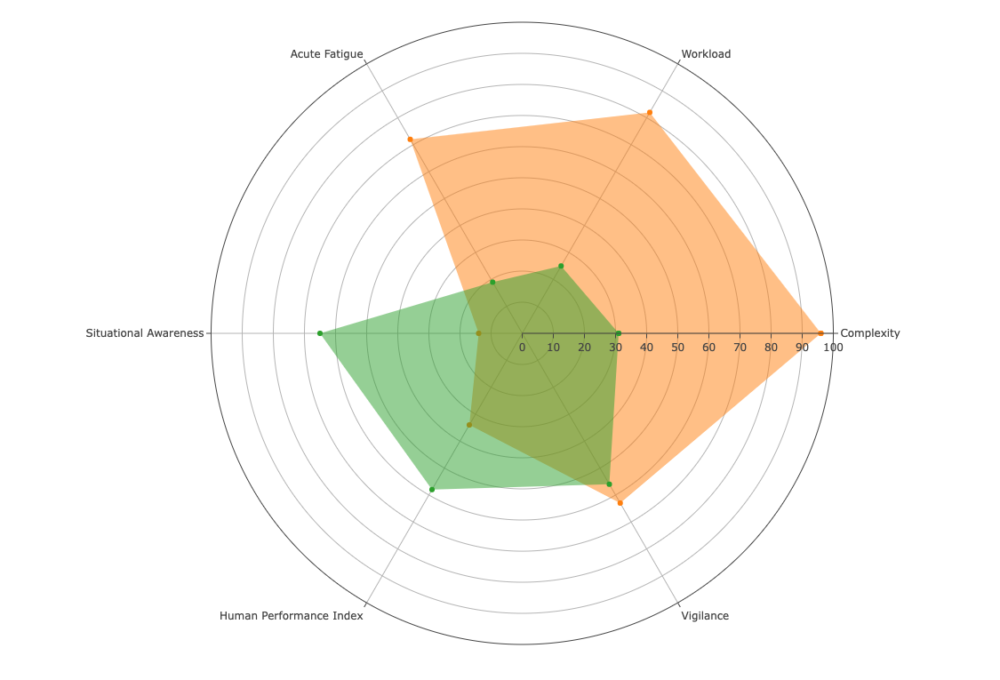 Acute Fatigue
Workload
Situational Awareness
Complexity
0 10 20 30 40 50 60 70 80 90 100
Human Performance Index
Vigilance